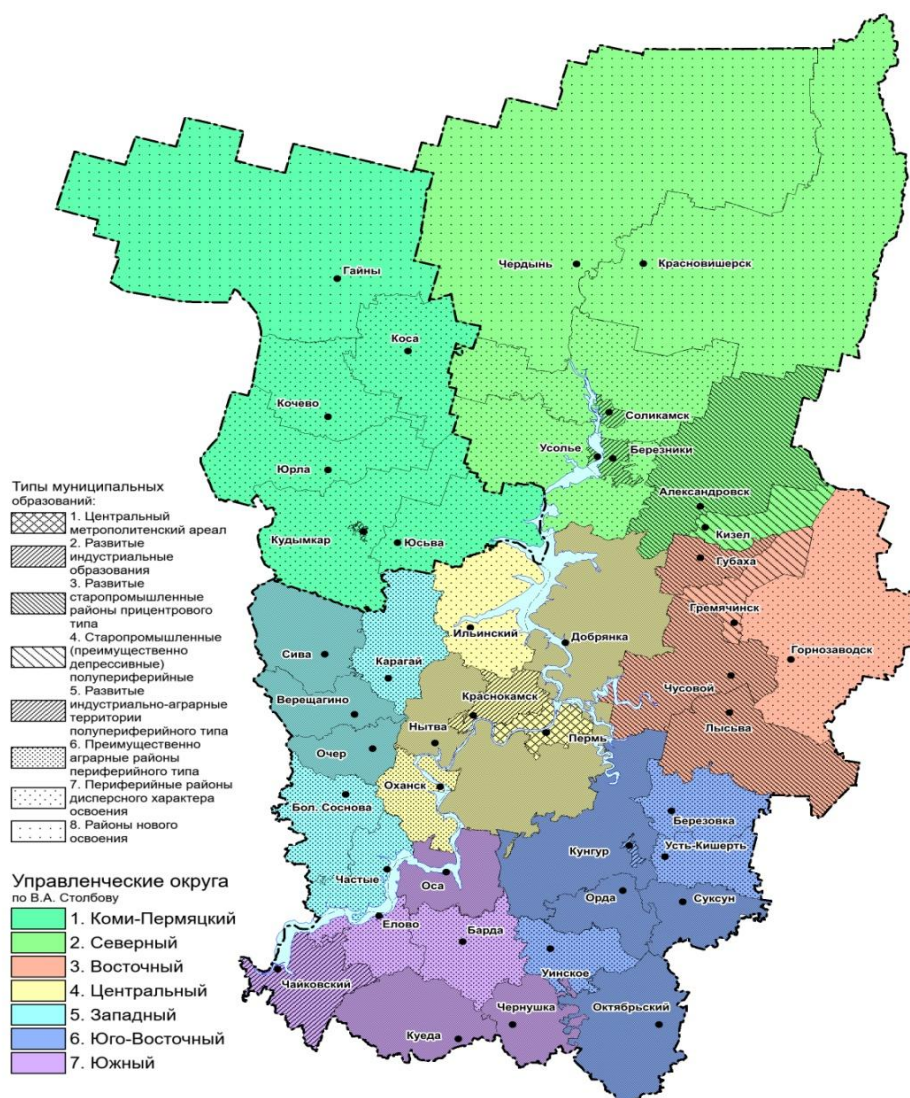 Гайны
Чердынь
Красновишерск
Коса
Кочево
Соликамск
Усолье
Березники
Юрла
Александровск
Кизел
Кудымкар
Юсьва
Губаха
Гремячинск
Ильинский
Добрянка
Сива
Карагай
Горнозаводск
Чусовой
Верещагино
Краснокамск
Лысьва
Нытва
Пермь
Очер
Оханск
Бол. Соснова
Березовка
Кунгур
Усть-Кишерть
Частые
Оса
Орда
Суксун
Елово
Барда
Уинское
Чайковский
Чернушка
Октябрьский
Куеда
Типы муниципальных
образований:
1. Центральный
метрополитенский ареал
2. Развитые
индустриальные
образования
3. Развитые
старопромышленные
районы прицентрового
типа
4. Старопромышленные
(преимущественно
депрессивные)
полупериферийные
5. Развитые
индустриально-аграрные
территории
полупериферийного типа
6. Преимущественно
аграрные районы
периферийного типа
7. Периферийные районы
дисперсного характера
освоения
8. Районы нового
освоения
Управленческие округа
по В.А. Столбову
1. Коми-Пермяцкий
2. Северный
3. Восточный
4. Центральный
5. Западный
6. Юго-Восточный
7. Южный